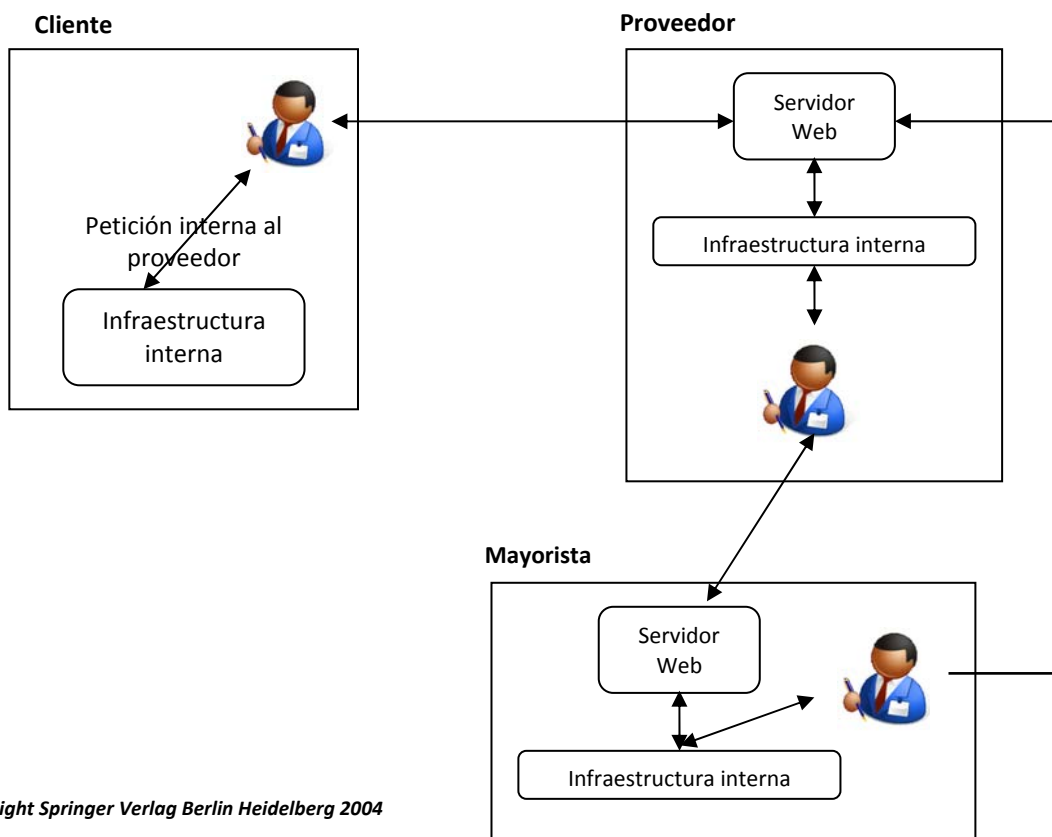 Cliente
Petición interna al
proveedor
Infraestructura
interna
Proveedor
Servidor
Web
Infraestructura interna
Mayorista
Servidor
Web
Infraestructura interna
ight Springer Verlag Berlin Heidelberg 2004